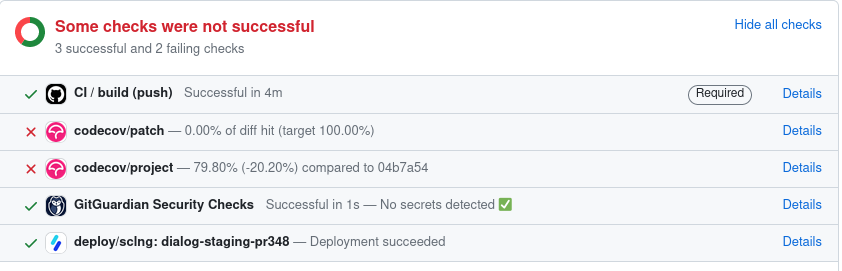 Some checks were not successful
Hide all checks
3 successful and 2 failing checks
CI / build (push) Successful in 4m Required Details
codecov/patch — 0.00% of diff hit (target 100.00%) Details
codecov/project — 79.80% (-20.20%) compared to 04b7a54 Details
GitGuardian Security Checks Successful in 1s — No secrets detected ✅ Details
deploy/sclng: dialog-staging-pr348 — Deployment succeeded Details